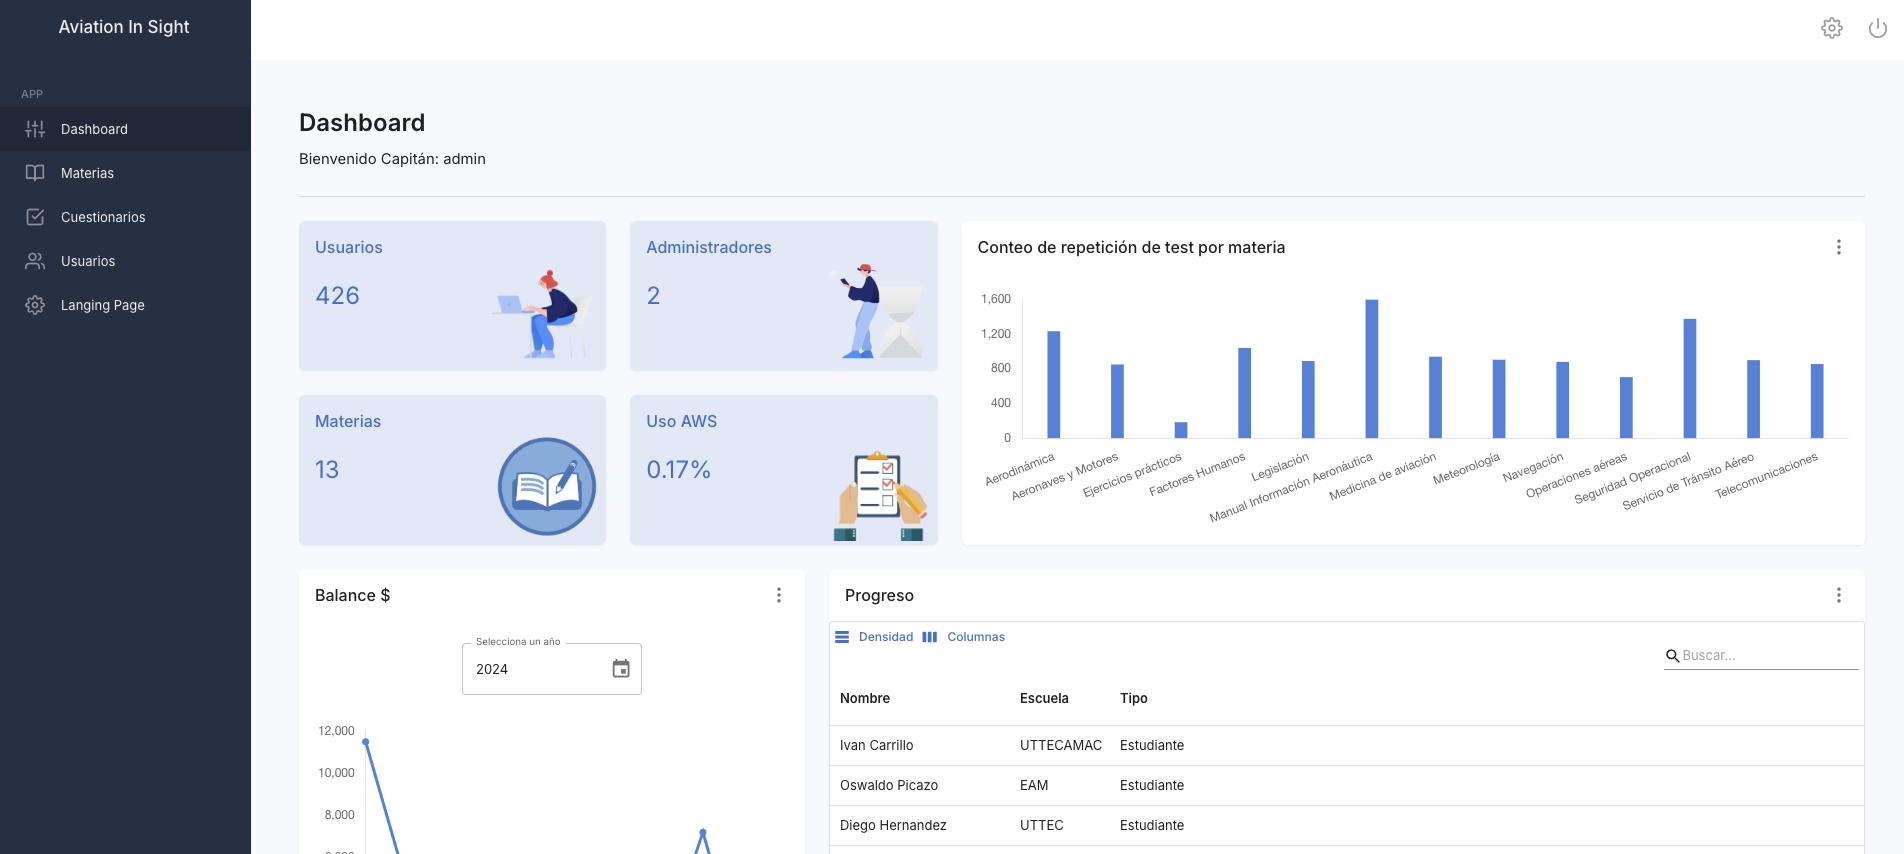 Aviation In Sight
APP
Dashboard
Materias
Cuestionarios
Usuarios
Langing Page
Dashboard
Bienvenido Capitán: admin
Usuarios
426
Administradores
2
Materias
13
Uso AWS
0.17%
Conteo de repetición de test por materia
1,600
1,200
800
400
0
Aerodinámica
Aeronaves y Motores
Ejercicios prácticos
Factores Humanos
Legislación
Manual Información Aeronáutica
Medicina de aviación
Meteorología
Navegación
Operaciones aéreas
Seguridad Operacional
Servicio de Tránsito Aéreo
Telecomunicaciones
Balance $
Selecciona un año
2024
12,000
10,000
8,000
Progreso
Densidad Columnas
Buscar...
Nombre Escuela Tipo
Ivan Carrillo UTTECAMAC Estudiante
Oswaldo Picazo EAM Estudiante
Diego Hernandez UTTEC Estudiante